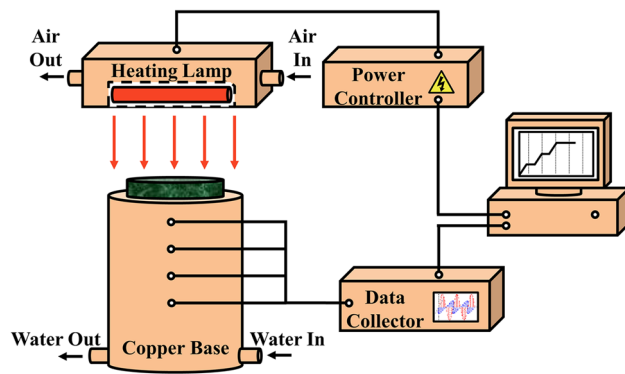 Air
Out
Heating Lamp
Air
In
Power
Controller
Data
Collector
Water Out
Copper Base
Water In